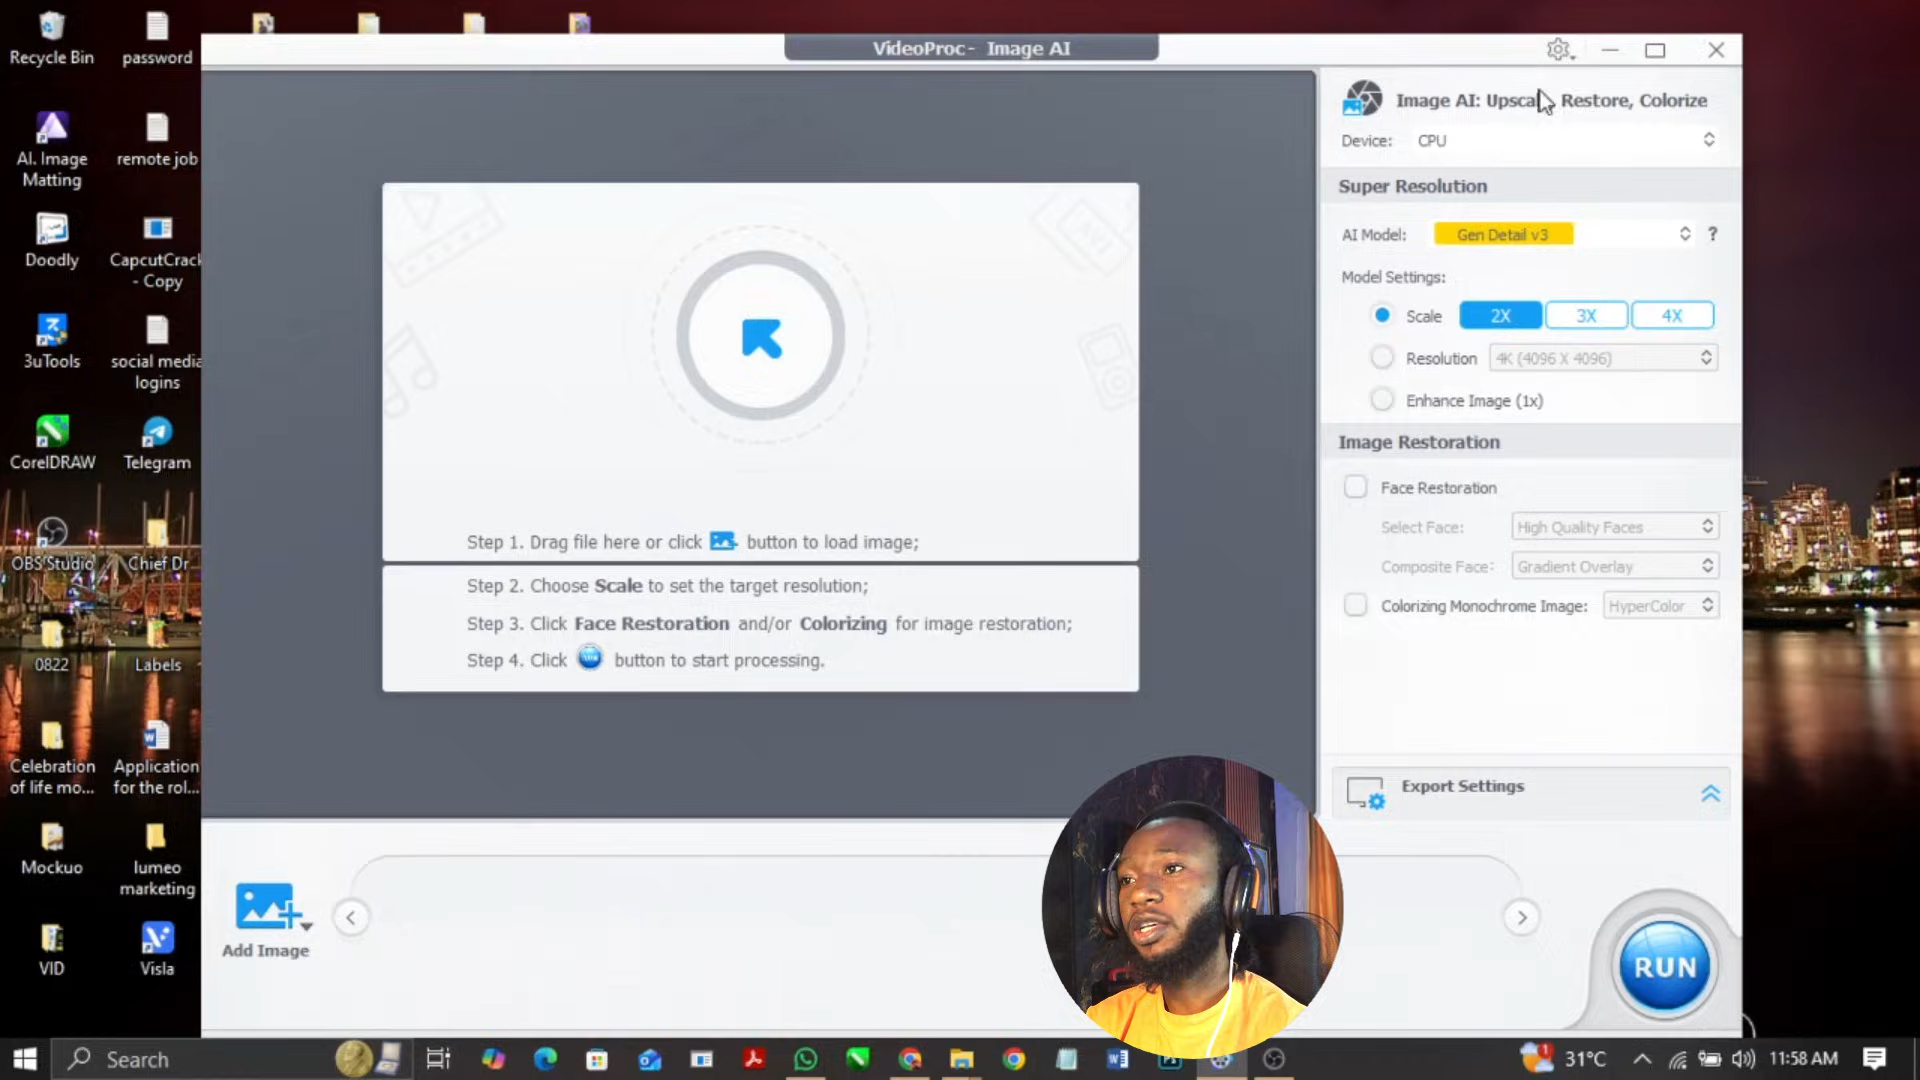 VideoProc - Image AI
Recycle Bin
password
AI. Image
Matting
remote job
Doodly
CapcutCrack
- Copy
3uTools
social media
logins
CorelDRAW
Telegram
OBS Studio
Chief Dr
0822
Labels
Celebration
of life mo...
Application
for the rol...
Mockuo
lumeo
marketing
VID
Visla
Step 1. Drag file here or click button to load image;
Step 2. Choose Scale to set the target resolution;
Step 3. Click Face Restoration and/or Colorizing for image restoration;
Step 4. Click button to start processing.
Image AI: Upscal Restore, Colorize
Device: CPU
Super Resolution
AI Model: Gen Detail v3 ?
Model Settings:
Scale 2X 3X 4X
Resolution 4K (4096 X 4096)
Enhance Image (1x)
Image Restoration
Face Restoration
Select Face: High Quality Faces
Composite Face: Gradient Overlay
Colorizing Monochrome Image: HyperColor
Export Settings
Add Image
RUN
Search
31°C
11:58 AM